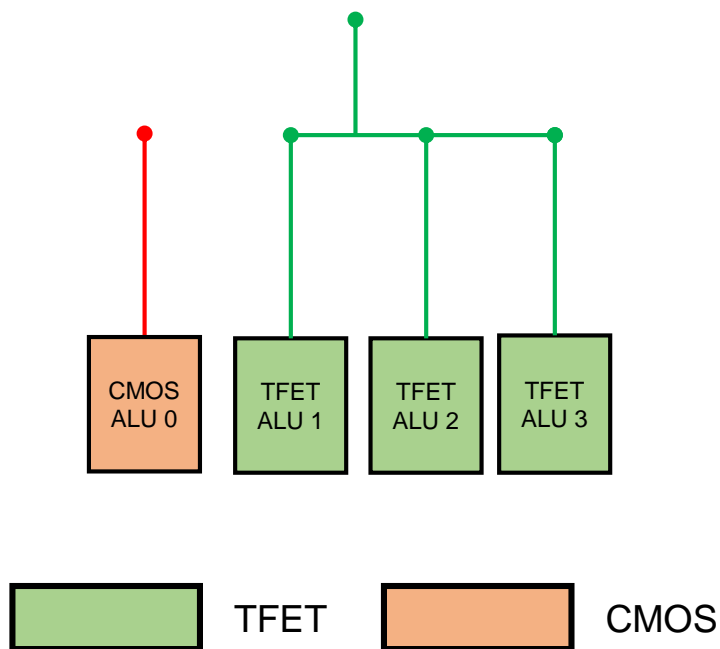 CMOS
ALU 0
TFET
ALU 1
TFET
ALU 2
TFET
ALU 3
TFET
CMOS